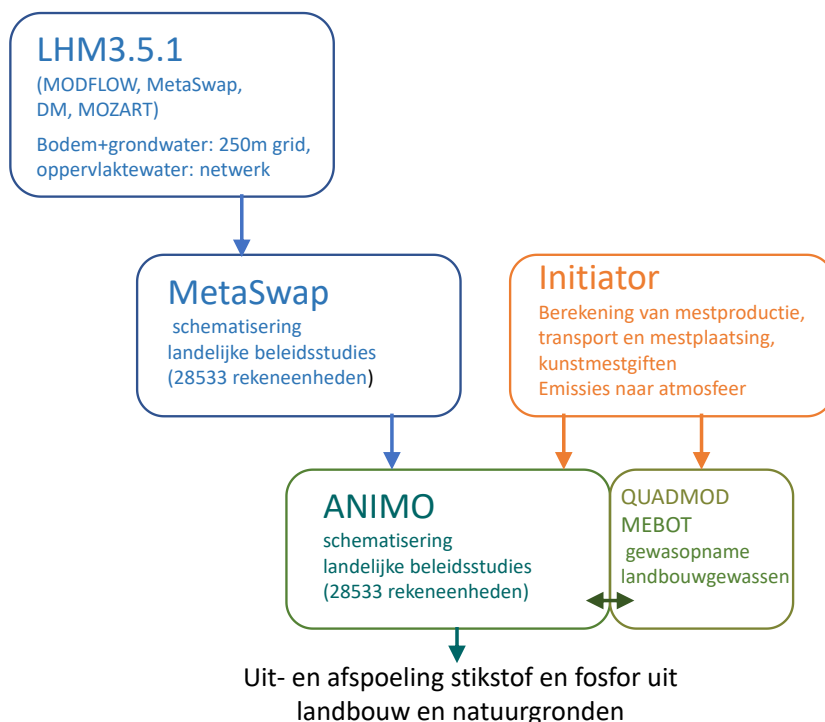 LHM3.5.1
(MODFLOW, MetaSwap,
DM, MOZART)
Bodem+grondwater: 250m grid,
oppervlaktewater: netwerk
MetaSwap
schematisering
landelijke beleidsstudies
(28533 rekeneenheden)
Initiator
Berekening van mestproductie,
transport en mestplaatsing,
kunstmestgiften
Emissies naar atmosfeer
ANIMO
schematisering
landelijke beleidsstudies
(28533 rekeneenheden)
QUADMOD
MEBOT
gewasopname
landbouwgewassen
Uit- en afspoeling stikstof en fosfor uit
landbouw en natuurgronden